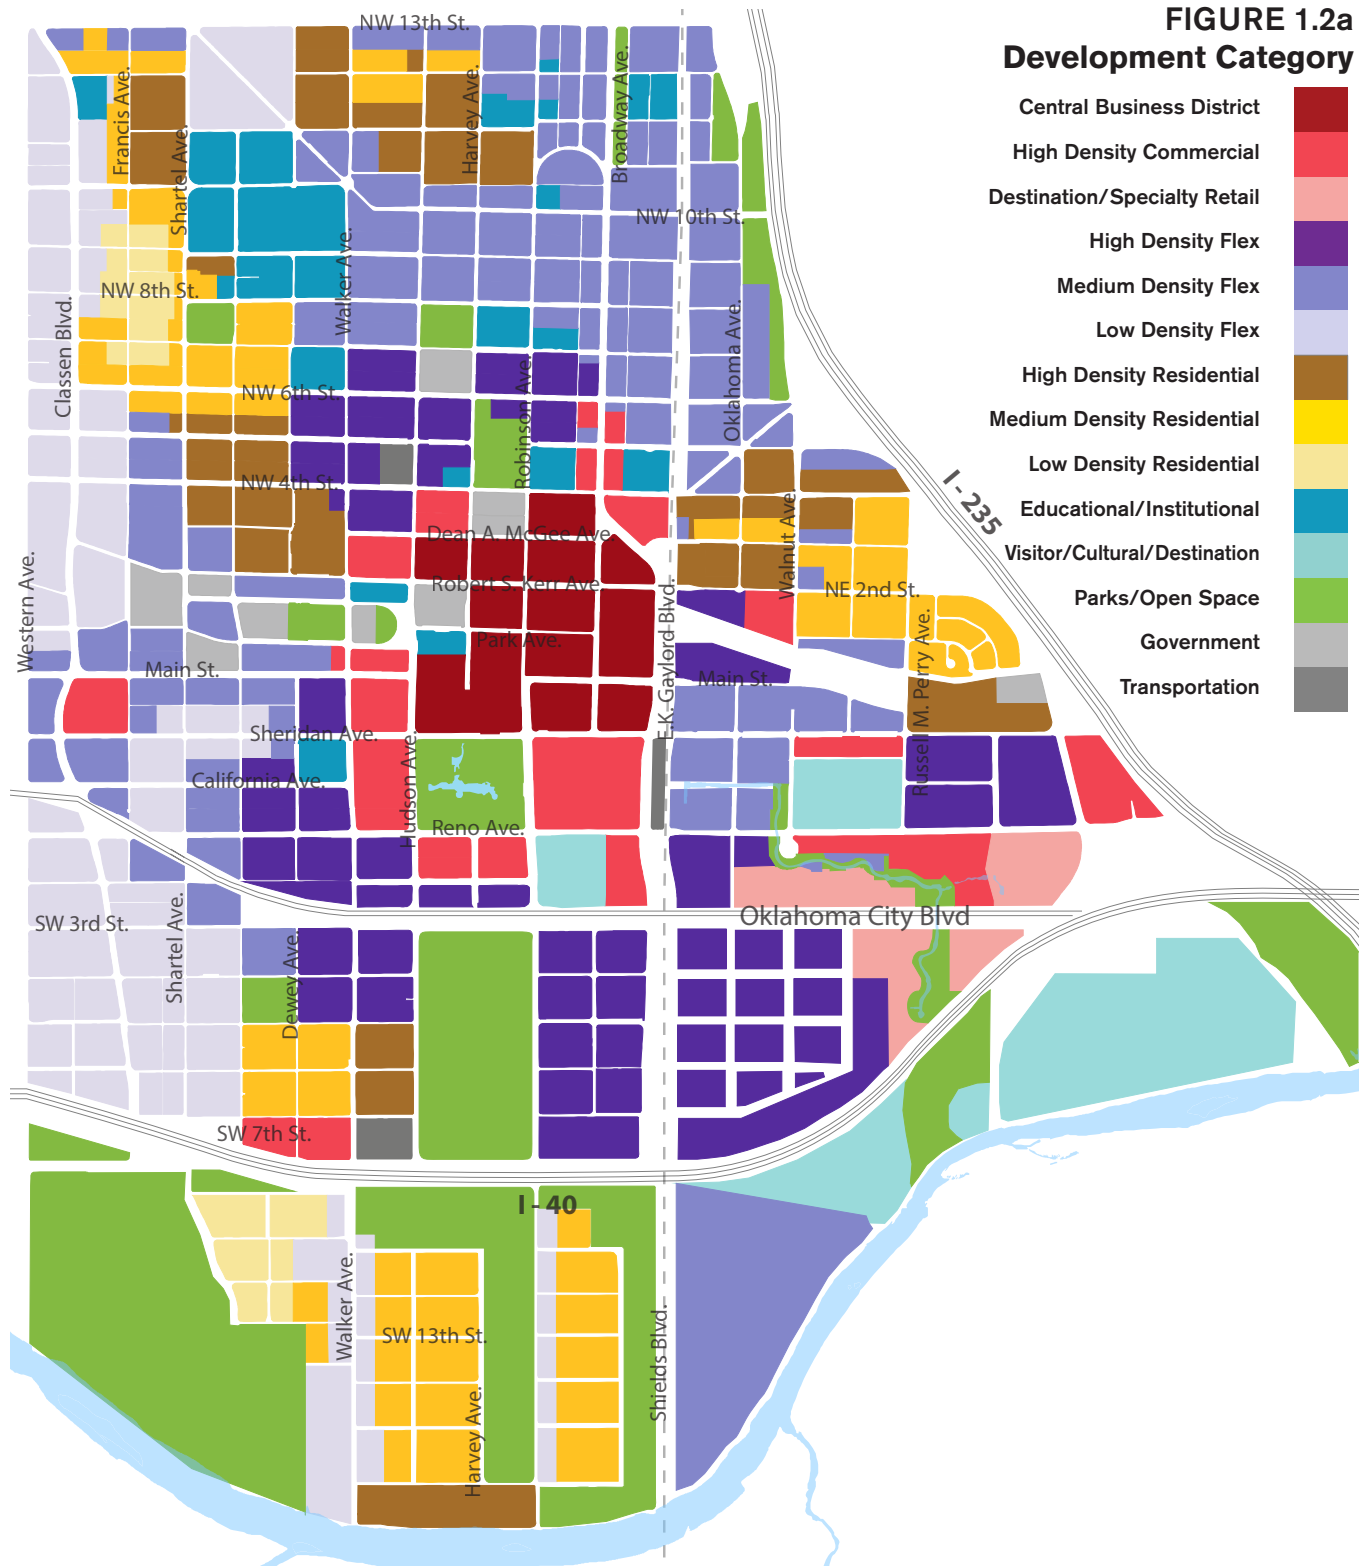 FIGURE 1.2a
Development Category
Central Business District
High Density Commercial
Destination/Specialty Retail
High Density Flex
Medium Density Flex
Low Density Flex
High Density Residential
Medium Density Residential
Low Density Residential
Educational/Institutional
Visitor/Cultural/Destination
Parks/Open Space
Government
Transportation
NW 13th St.
Francis Ave.
Shartel Ave.
Harvey Ave.
Broadway Ave.
NW 10th St.
Walker Ave.
NW 8th St.
Classen Blvd.
Oklahoma Ave.
NW 6th St.
Robinson Ave.
NW 4th St.
I - 235
Walnut Ave.
Dean A. McGee Ave.
Robert S. Kerr Ave.
NE 2nd St.
Western Ave.
Park Ave.
E.K. Gaylord Blvd.
Main St.
Main St.
Russell M. Perry Ave.
Sheridan Ave.
California Ave.
Hudson Ave.
Reno Ave.
SW 3rd St.
Shartel Ave.
Oklahoma City Blvd
Dewey Ave.
SW 7th St.
I - 40
Walker Ave.
SW 13th St.
Shields Blvd.
Harvey Ave.